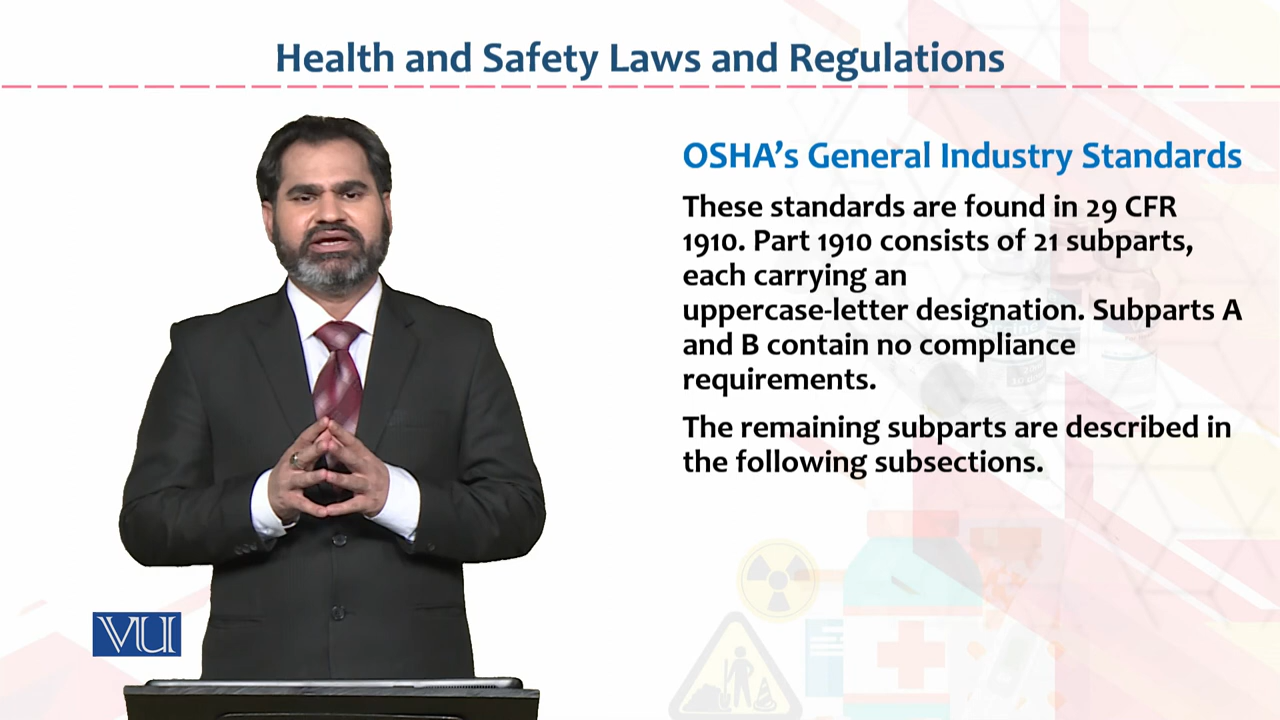 Health and Safety Laws and Regulations
OSHA's General Industry Standards
These standards are found in 29 CFR
1910. Part 1910 consists of 21 subparts,
each carrying an
uppercase-letter designation. Subparts A
and B contain no compliance
requirements.
The remaining subparts are described in
the following subsections.
VU